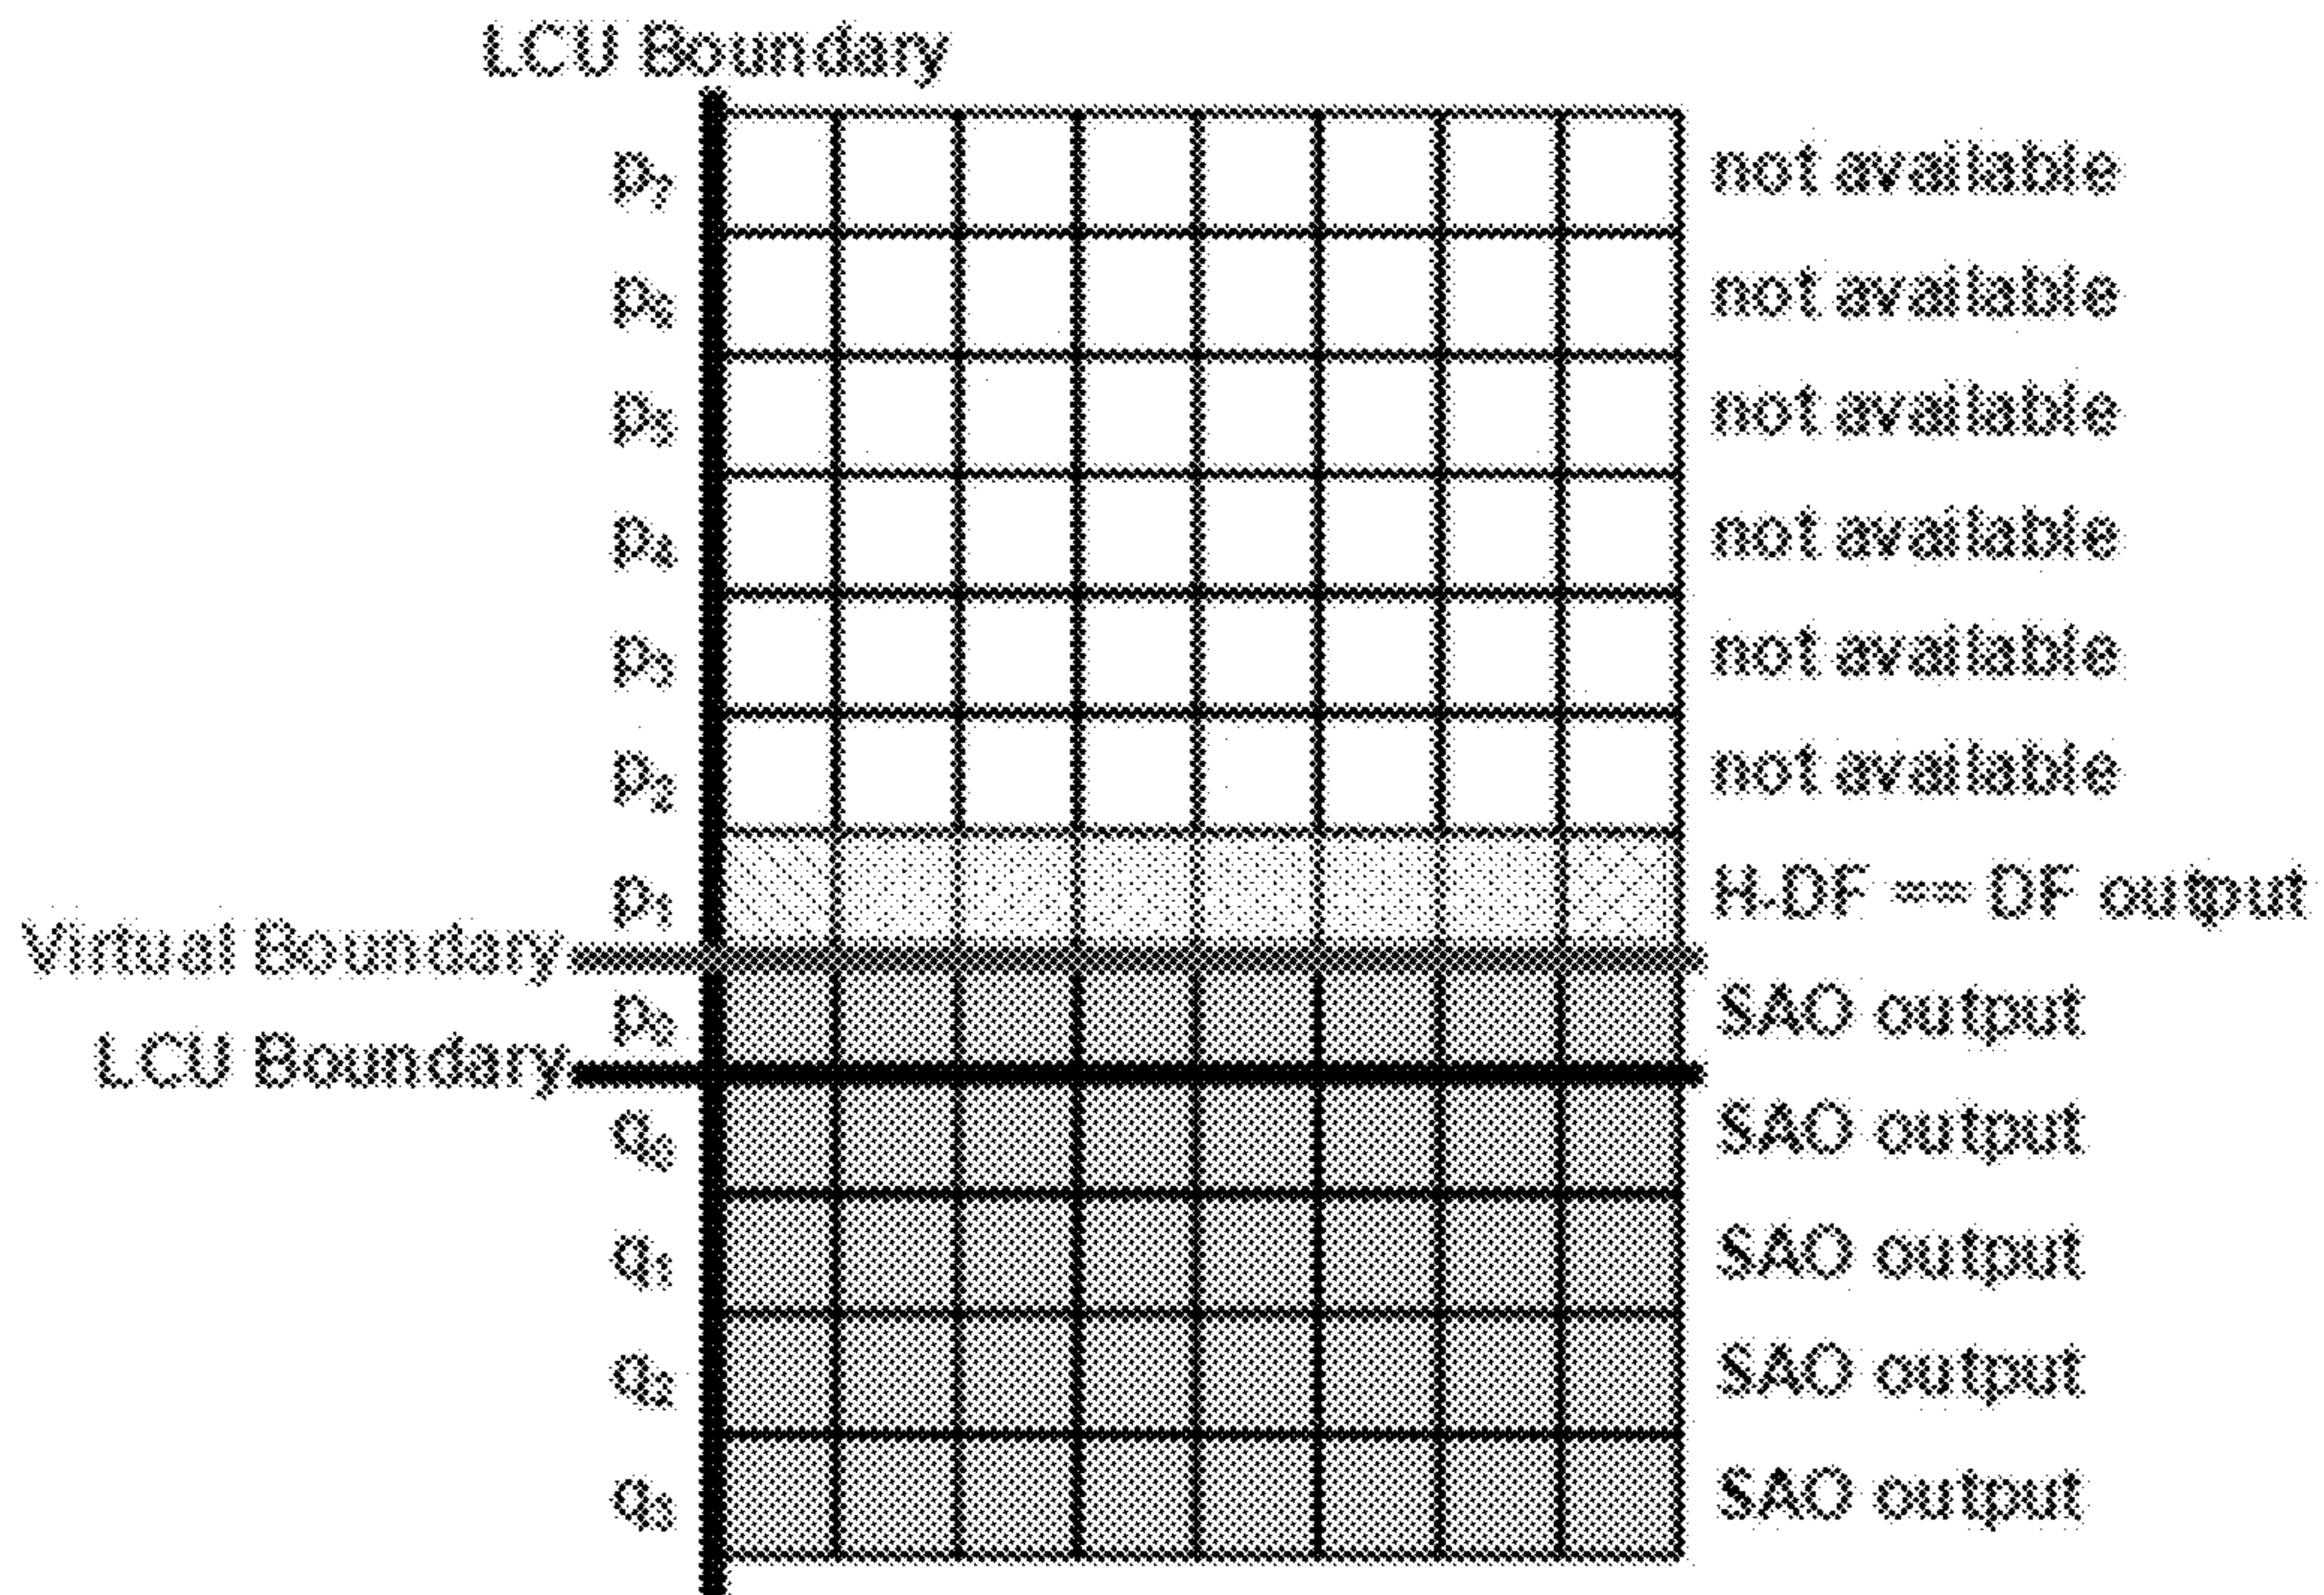 LCU Boundary
p₇ not available
p₆ not available
p₅ not available
p₄ not available
p₃ not available
p₂ not available
p₁ H.DF == DF output
Virtual Boundary
p₀ SAO output
LCU Boundary
q₀ SAO output
q₁ SAO output
q₂ SAO output
q₃ SAO output